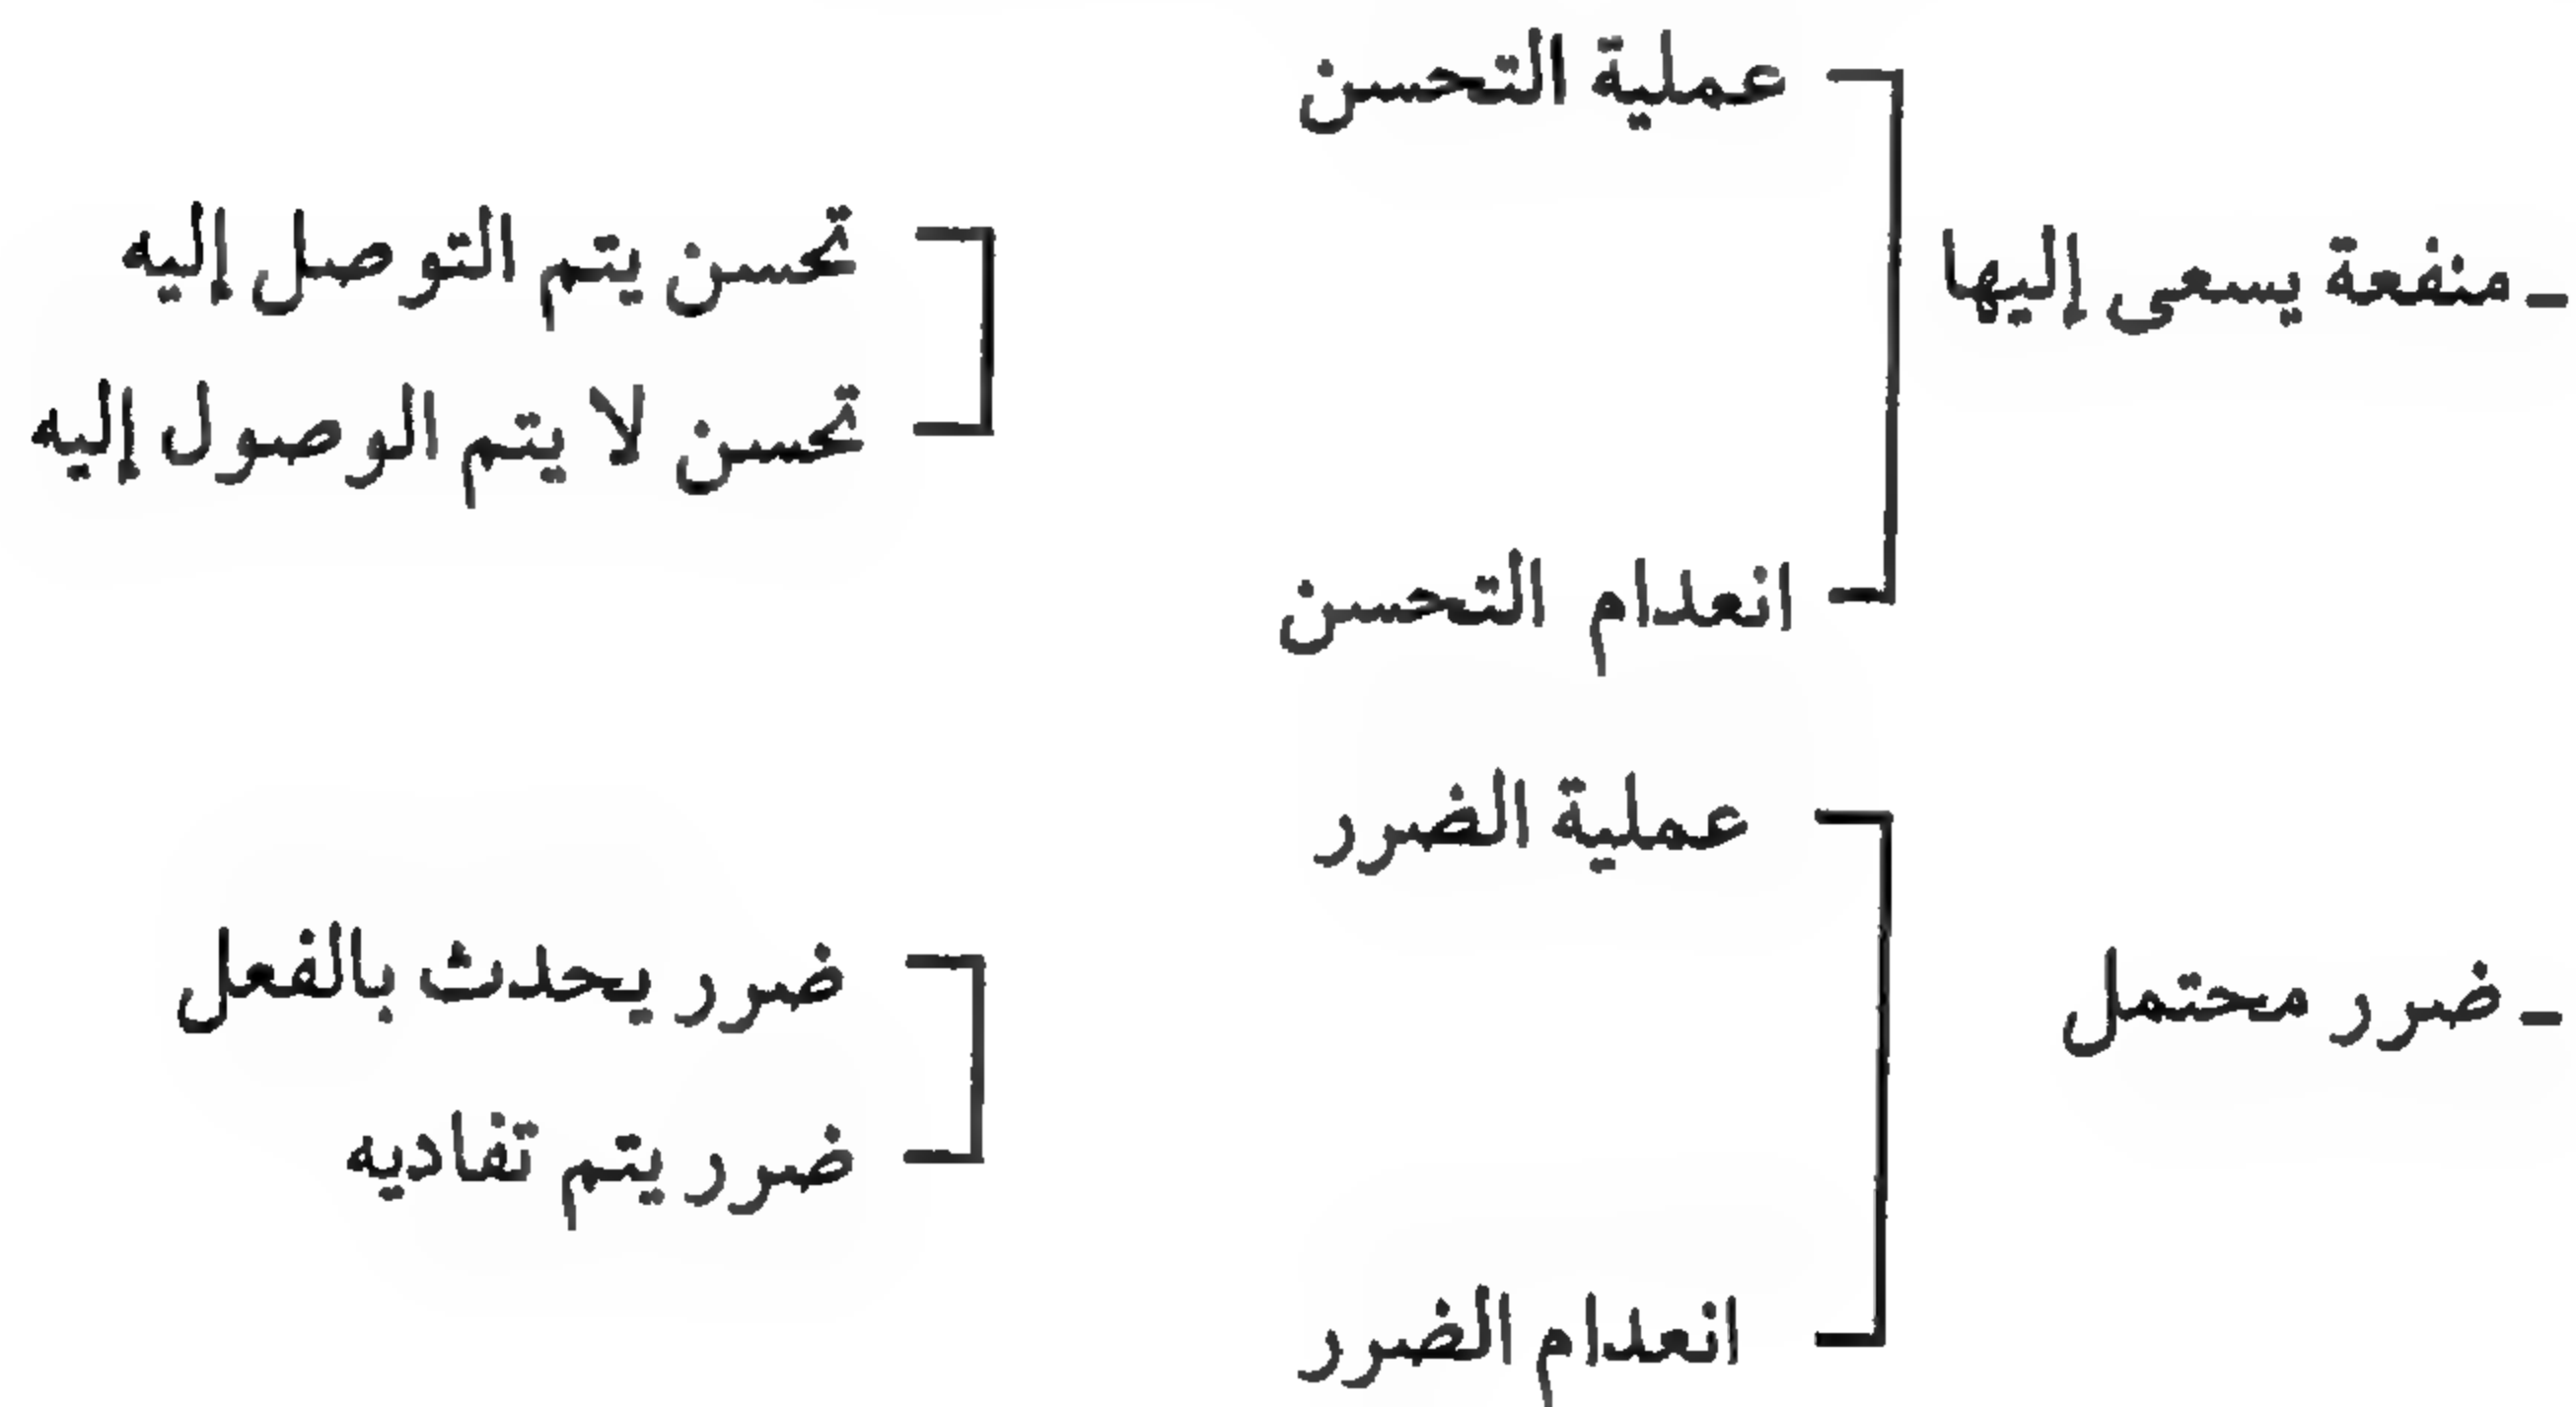 عملية التحسن
ـ منفعة يسعى إليها
تحسن يتم التوصل إليه
تحسن لا يتم الوصول إليه
انعدام التحسن
عملية الضرر
ـ ضرر محتمل
ضرر يحدث بالفعل
ضرر يتم تفاديه
انعدام الضرر